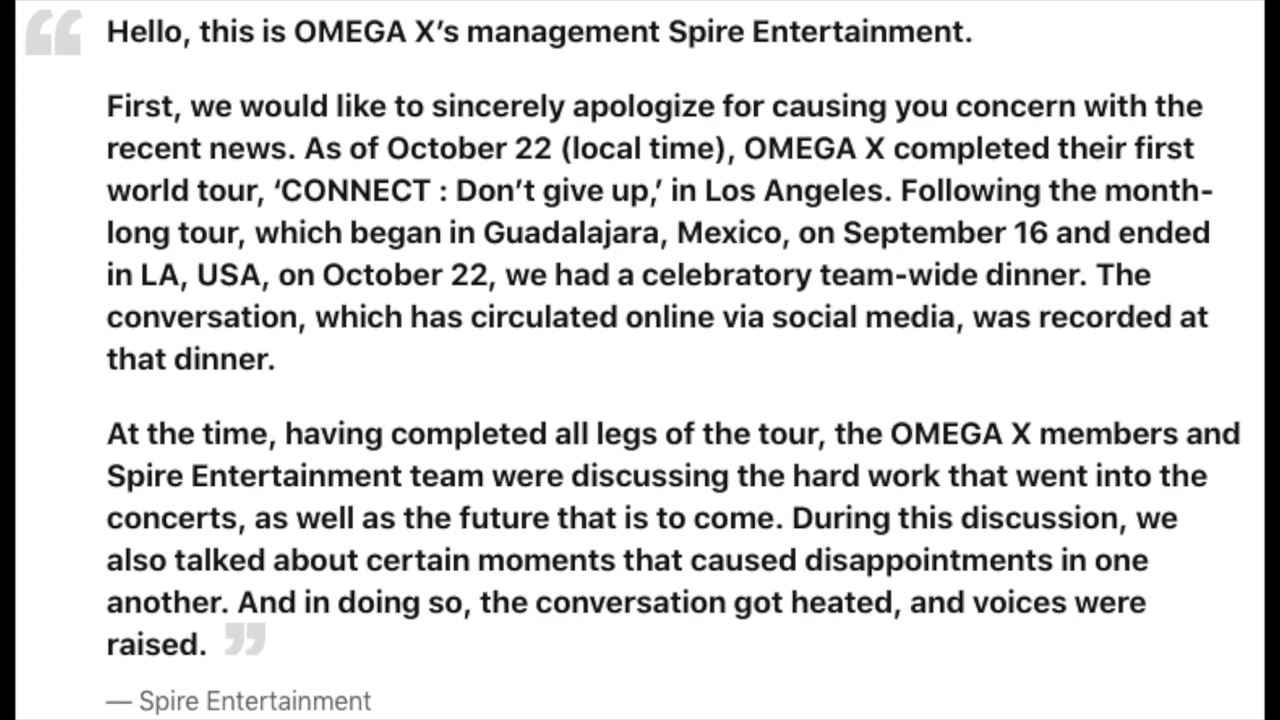 “
Hello, this is OMEGA X’s management Spire Entertainment.
First, we would like to sincerely apologize for causing you concern with the
recent news. As of October 22 (local time), OMEGA X completed their first
world tour, ‘CONNECT : Don’t give up,’ in Los Angeles. Following the month-
long tour, which began in Guadalajara, Mexico, on September 16 and ended
in LA, USA, on October 22, we had a celebratory team-wide dinner. The
conversation, which has circulated online via social media, was recorded at
that dinner.
At the time, having completed all legs of the tour, the OMEGA X members and
Spire Entertainment team were discussing the hard work that went into the
concerts, as well as the future that is to come. During this discussion, we
also talked about certain moments that caused disappointments in one
another. And in doing so, the conversation got heated, and voices were
raised. ”
— Spire Entertainment